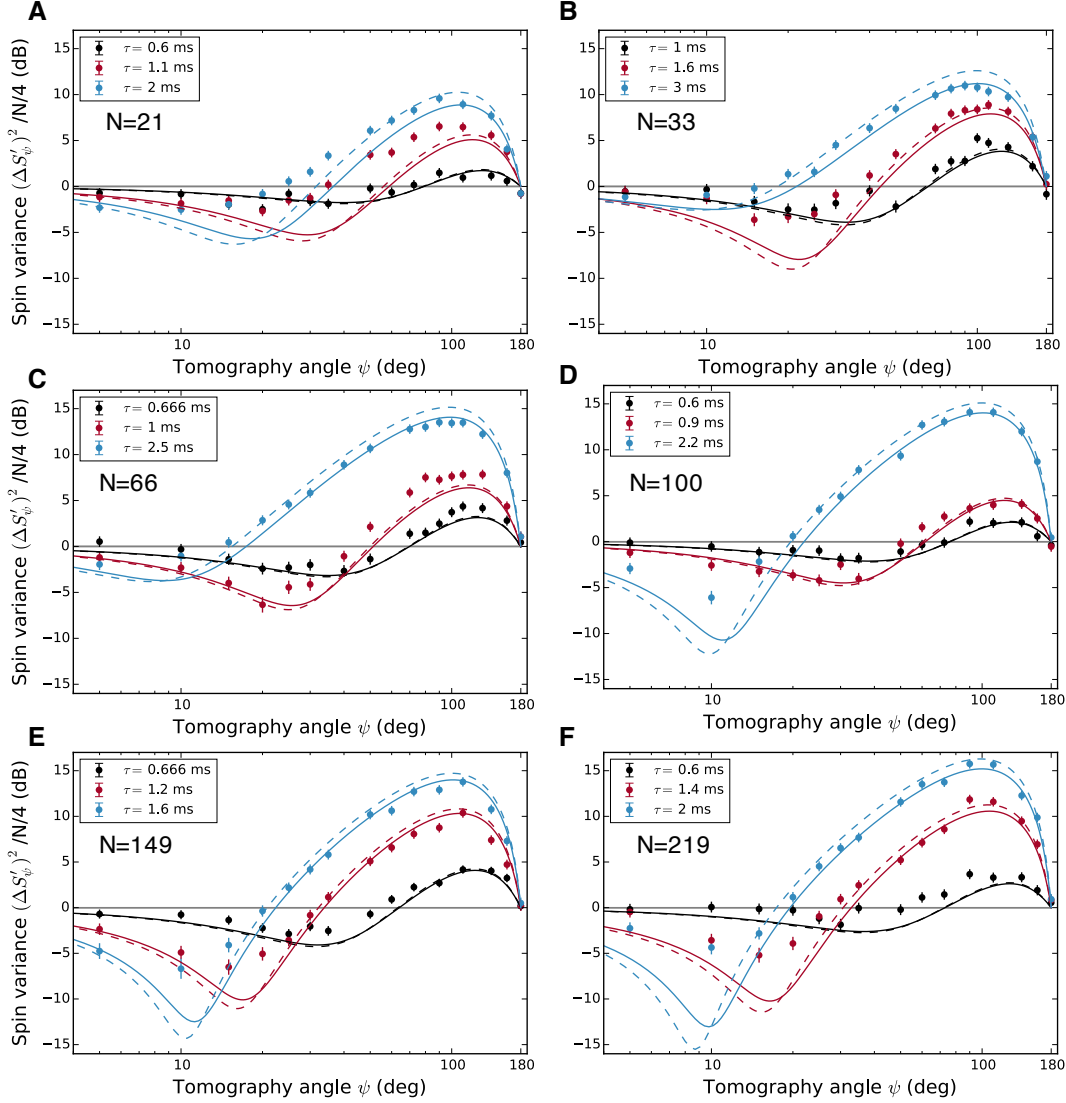 A
B
τ = 0.6 ms
τ = 1.1 ms
τ = 2 ms
N=21
τ = 1 ms
τ = 1.6 ms
τ = 3 ms
N=33
15
10
5
0
−5
−10
−15
15
10
5
0
−5
−10
−15
Spin variance (ΔS′ψ)² /N/4 (dB)
10
100
180
10
100
180
Tomography angle ψ (deg)
Tomography angle ψ (deg)
C
D
τ = 0.666 ms
τ = 1 ms
τ = 2.5 ms
N=66
τ = 0.6 ms
τ = 0.9 ms
τ = 2.2 ms
N=100
15
10
5
0
−5
−10
−15
15
10
5
0
−5
−10
−15
Spin variance (ΔS′ψ)² /N/4 (dB)
10
100
180
10
100
180
Tomography angle ψ (deg)
Tomography angle ψ (deg)
E
F
τ = 0.666 ms
τ = 1.2 ms
τ = 1.6 ms
N=149
τ = 0.6 ms
τ = 1.4 ms
τ = 2 ms
N=219
15
10
5
0
−5
−10
−15
15
10
5
0
−5
−10
−15
Spin variance (ΔS′ψ)² /N/4 (dB)
10
100
180
10
100
180
Tomography angle ψ (deg)
Tomography angle ψ (deg)